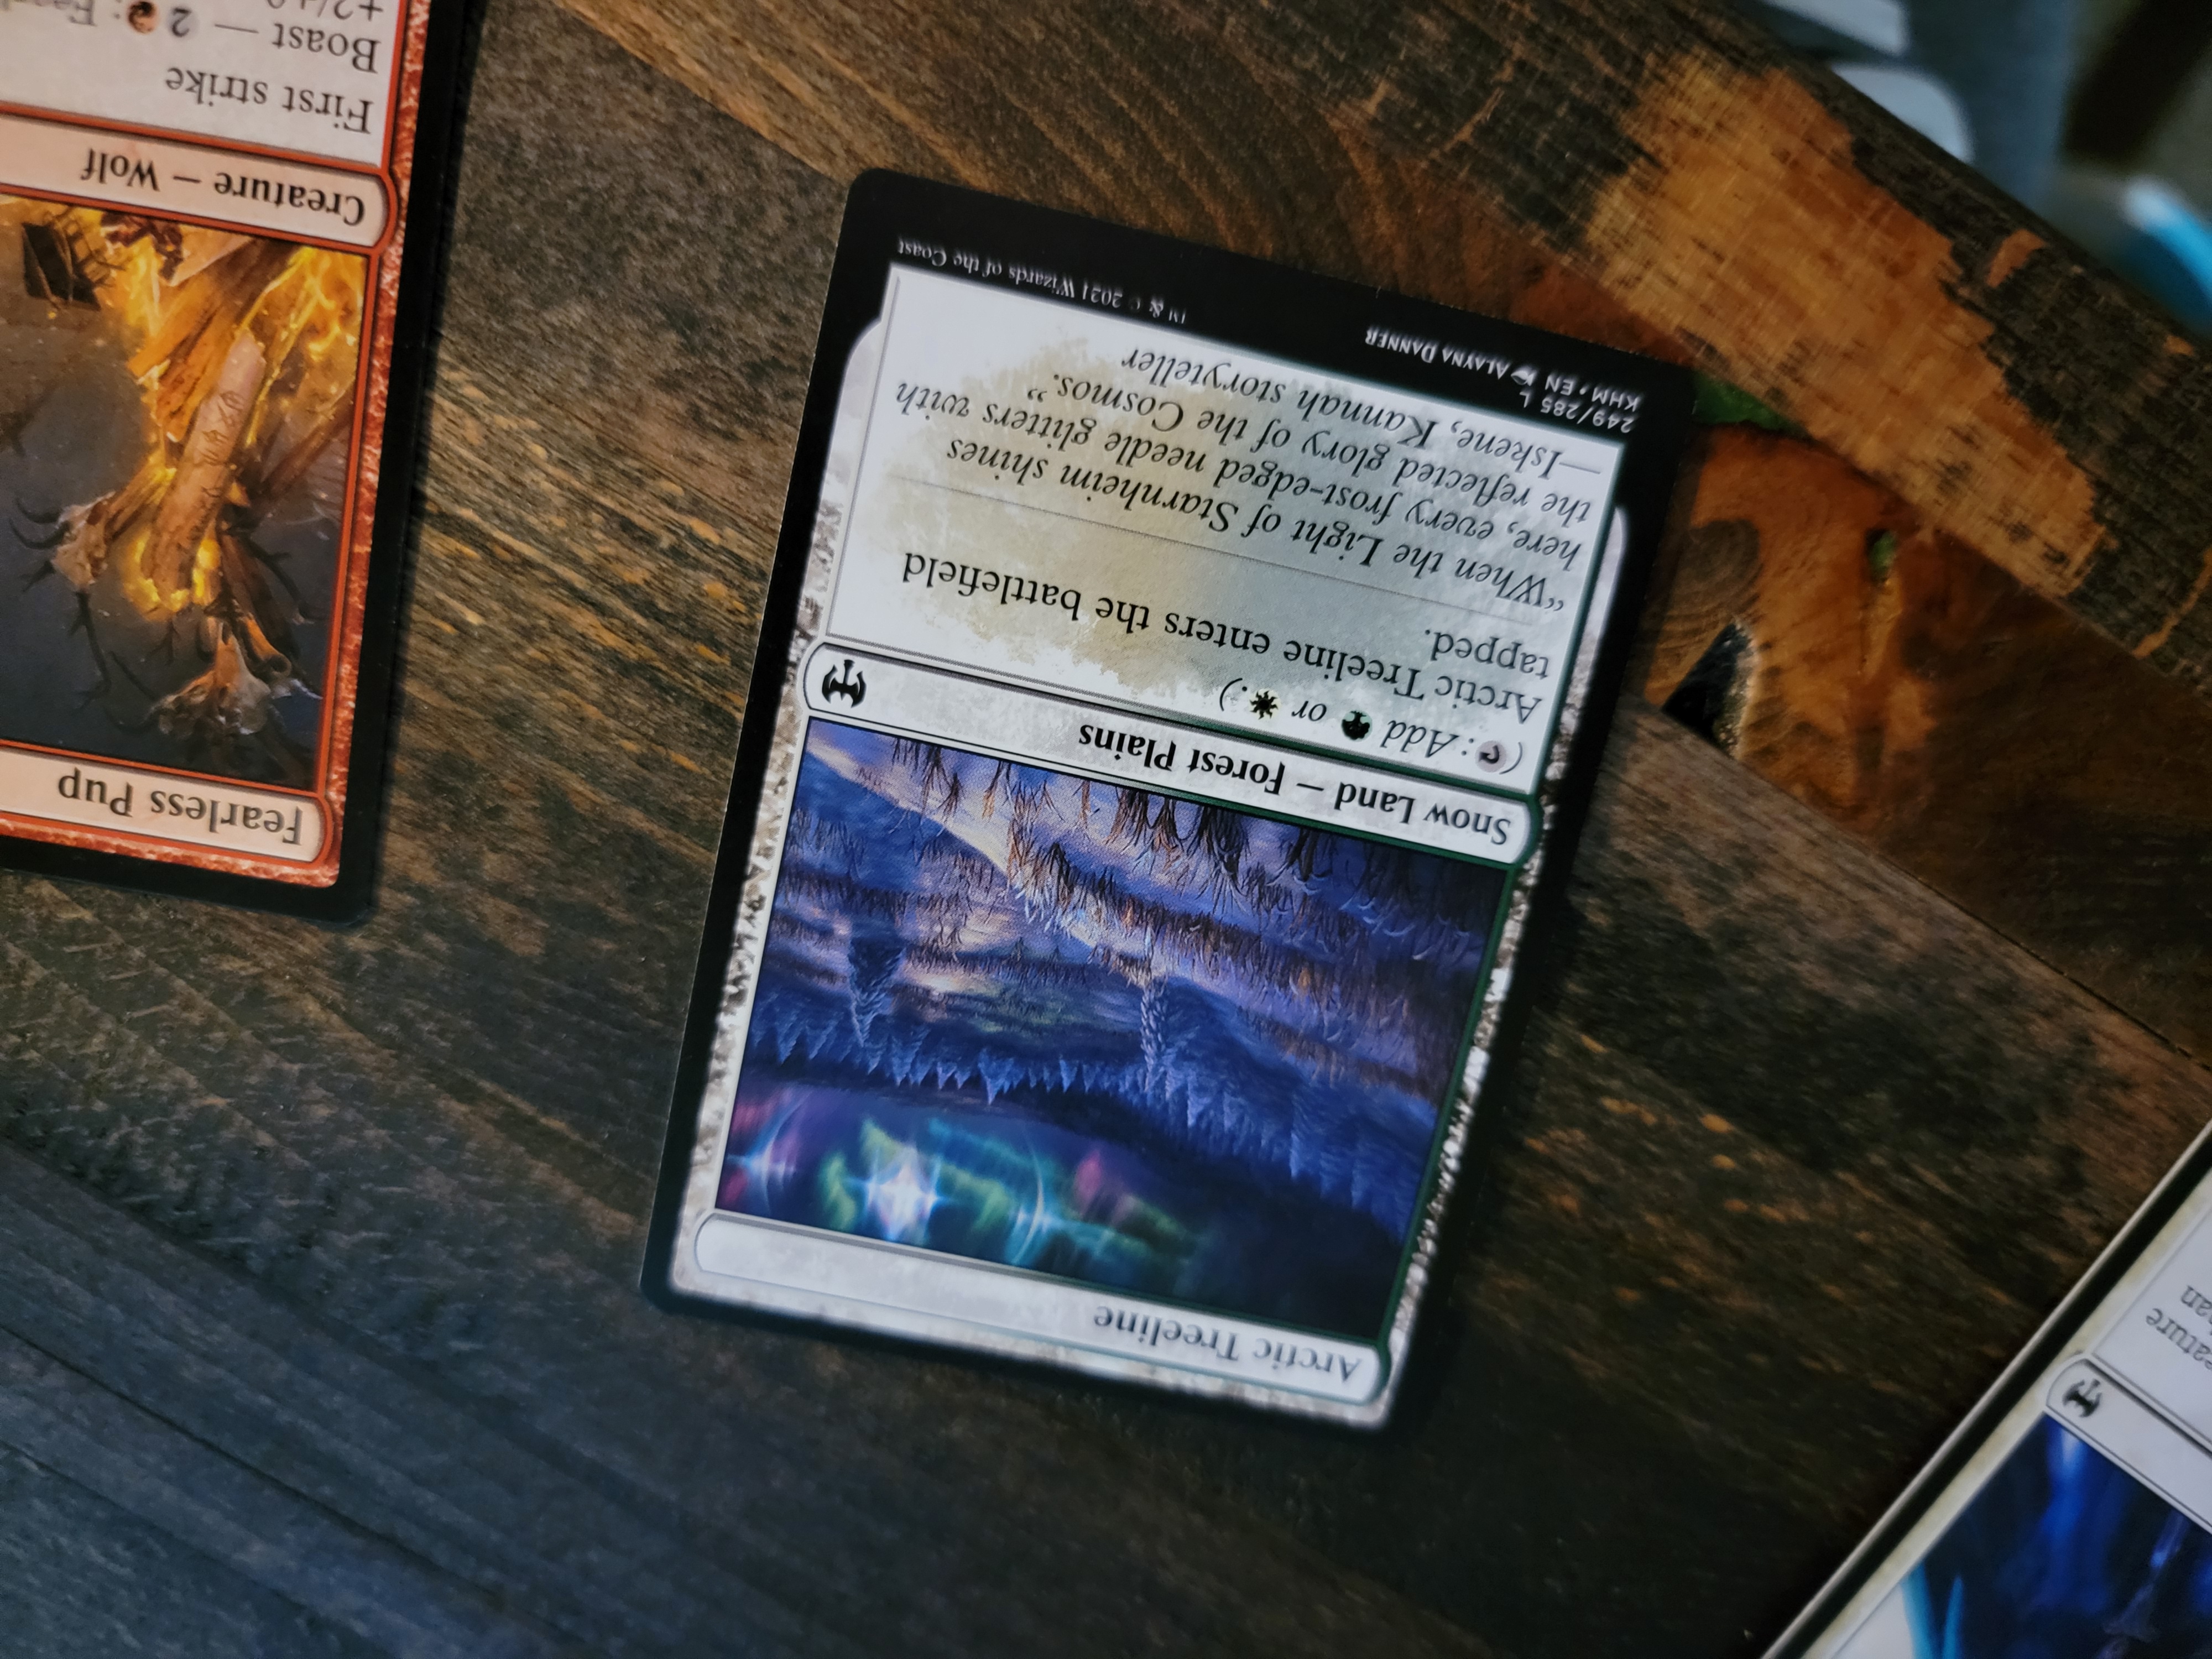 Arctic Treeline
Snow Land — Forest Plains
(: Add or .)
Arctic Treeline enters the battlefield
tapped.
“When the Light of Starnheim shines
here, every frost-edged needle glitters with
the reflected glory of the Cosmos.”
—Iskene, Kannah storyteller
249/285 L
KHM • EN ALAYNA DANNER
™ & © 2021 Wizards of the Coast
Fearless Pup
Creature — Wolf
First strike
Boast — 2 :